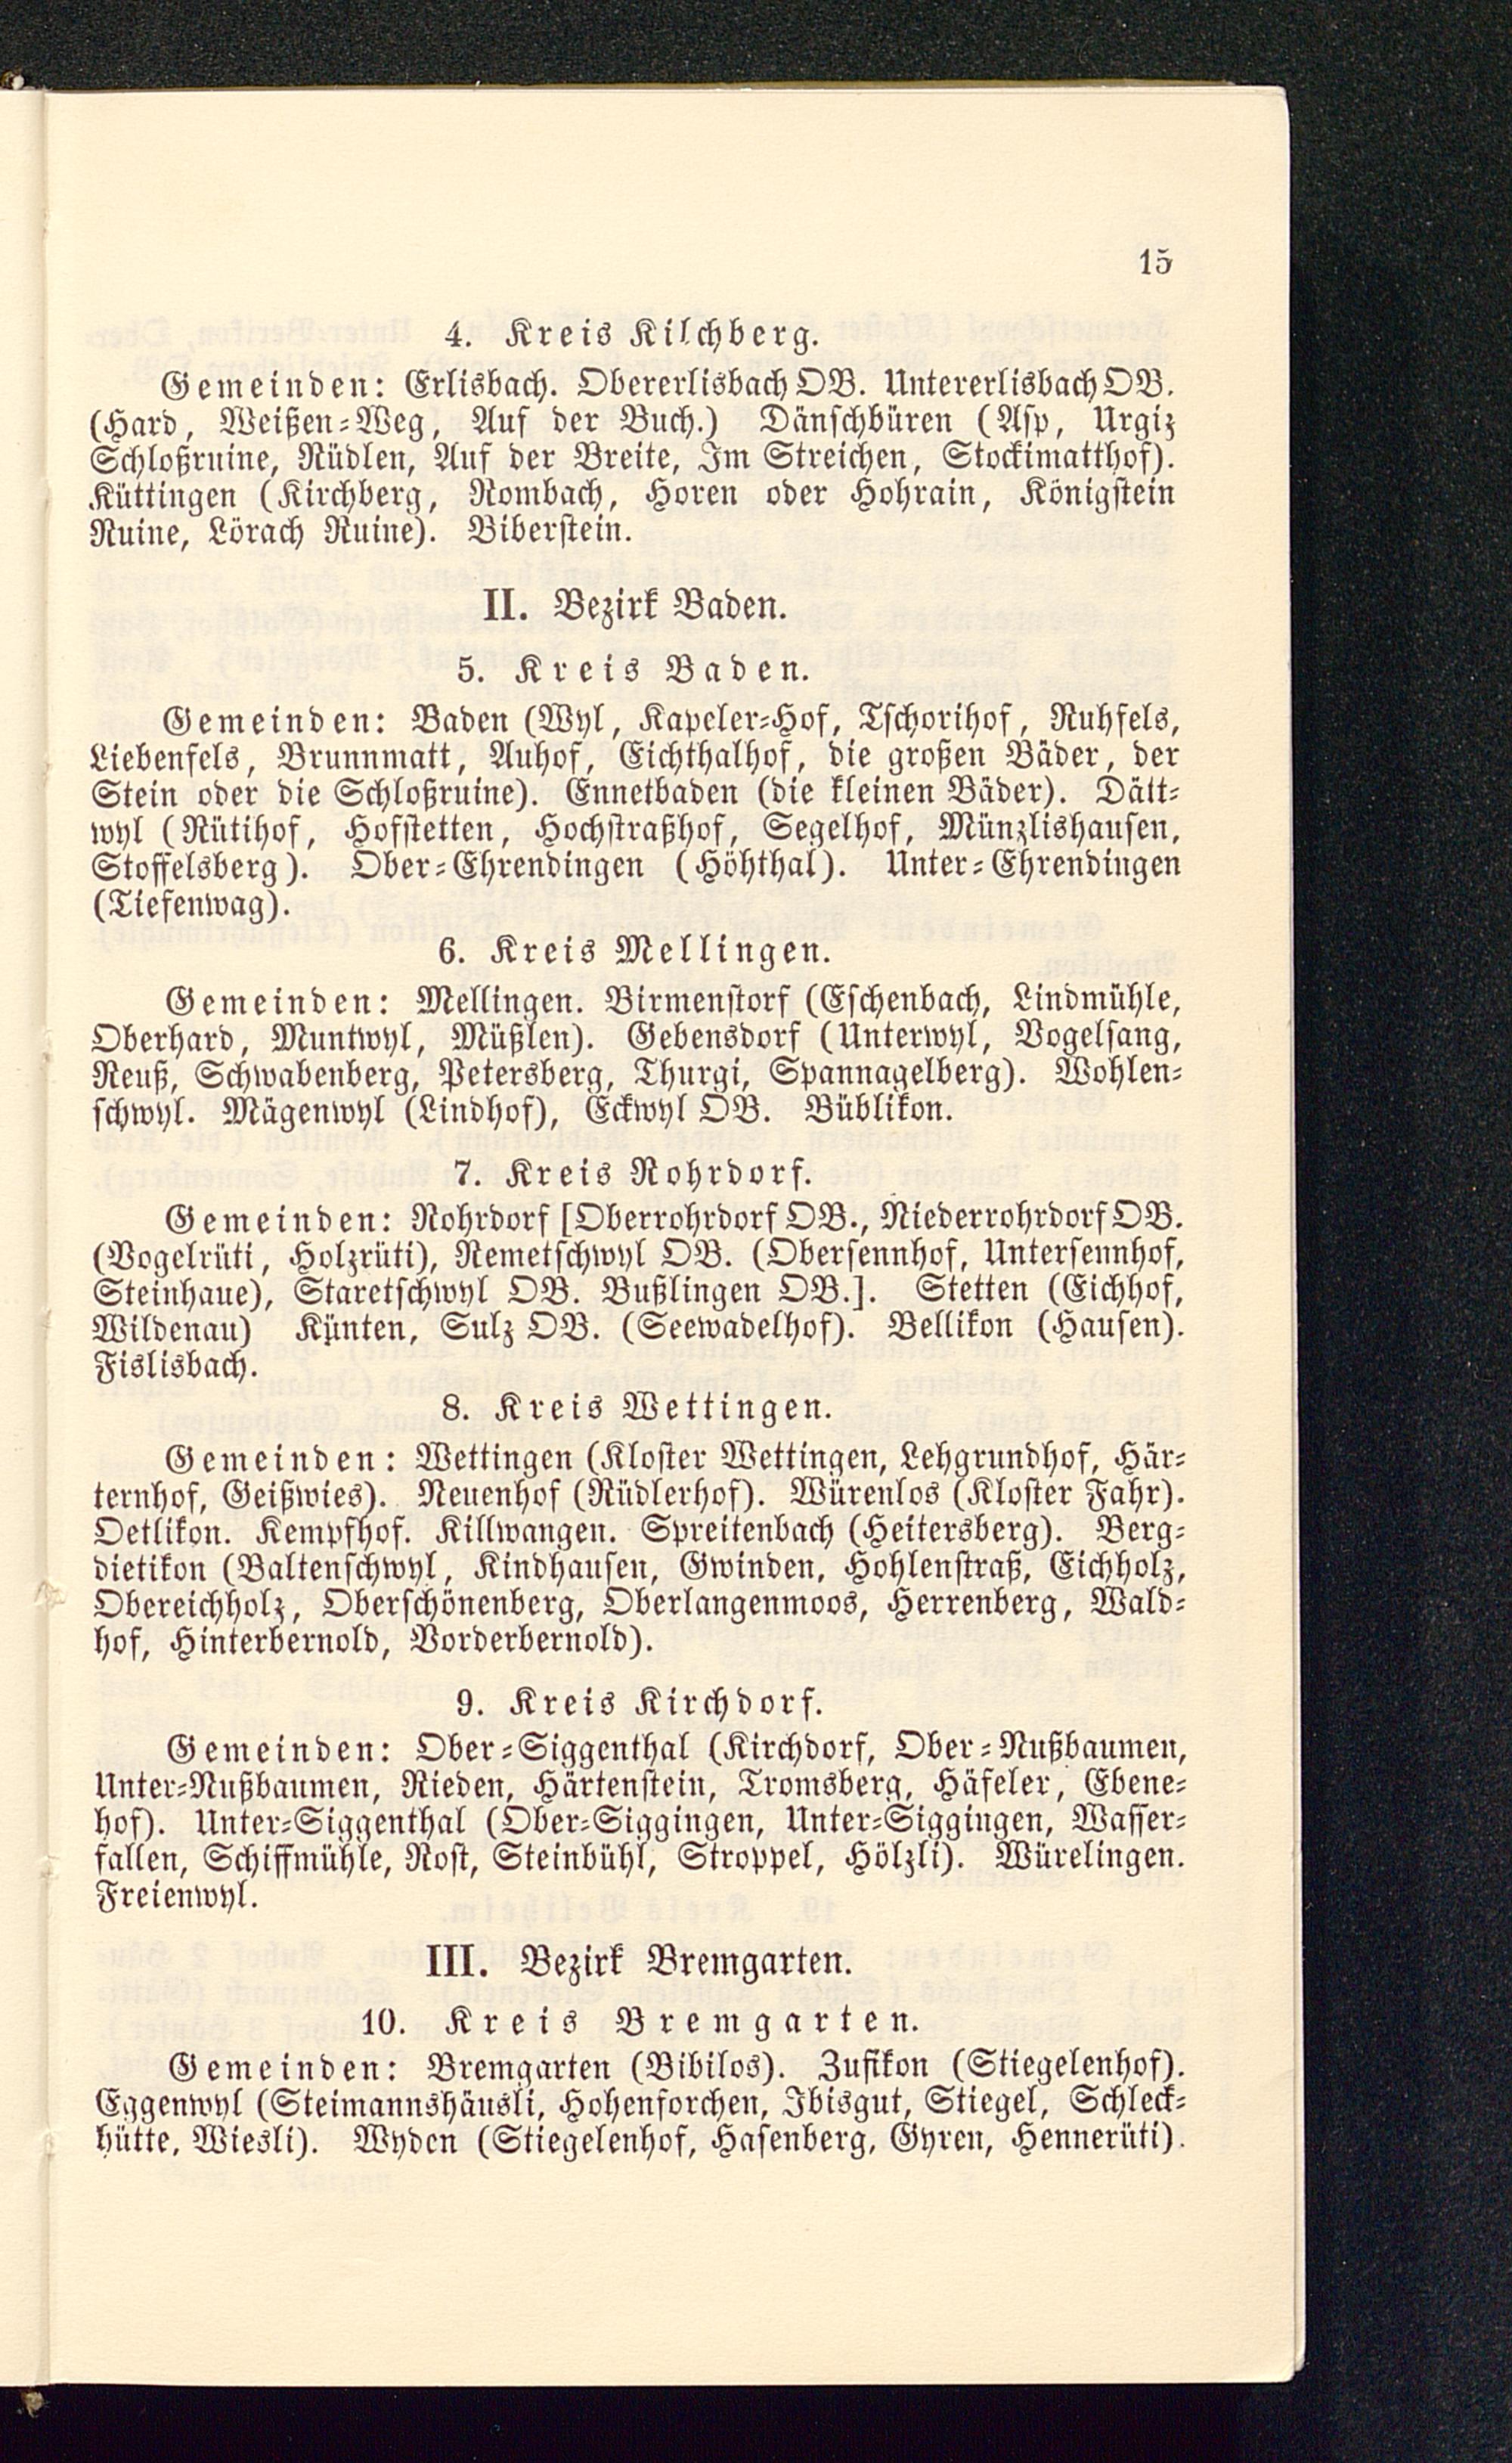 15
4. Kreis Kilchberg.
Gemeinden: Erlisbach. Obererlisbach OB. Untererlisbach OB.
(Hard, Weißen=Weg, Auf der Buch.) Dänschbüren (Asp, Urgiz
Schloßruine, Rüdlen, Auf der Breite, Im Streichen, Stockimatthof).
Küttingen (Kirchberg, Rombach, Horen oder Hohrain, Königstein
Ruine, Lörach Ruine). Biberstein.
II. Bezirk Baden.
5. Kreis Baden.
Gemeinden: Baden (Wyl, Kapeler=Hof, Tschorihof, Ruhfels,
Liebenfels, Brunnmatt, Auhof, Eichthalhof, die großen Bäder, der
Stein oder die Schloßruine). Ennetbaden (die kleinen Bäder). Dätt=
wyl (Rütihof, Hofstetten, Hochstraßhof, Segelhof, Münzlishausen,
Stoffelsberg). Ober=Ehrendingen (Höhthal). Unter=Ehrendingen
(Tiefenwag).
6. Kreis Mellingen.
Gemeinden: Mellingen. Birmenstorf (Eschenbach, Lindmühle,
Oberhard, Muntwyl, Müßlen). Gebensdorf (Unterwyl, Vogelsang,
Reuß, Schwabenberg, Petersberg, Thurgi, Spannagelberg). Wohlen=
schwyl. Mägenwyl (Lindhof), Eckwyl OB. Büblikon.
7. Kreis Rohrdorf.
Gemeinden: Rohrdorf [Oberrohrdorf OB., Niederrohrdorf OB.
(Vogelrüti, Holzrüti), Remetschwyl OB. (Obersennhof, Untersennhof,
Steinhaue), Staretschwyl OB. Bußlingen OB.]. Stetten (Eichhof,
Wildenau) Künten, Sulz OB. (Seewadelhof). Bellikon (Hausen).
Fislisbach.
8. Kreis Wettingen.
Gemeinden: Wettingen (Kloster Wettingen, Lehgrundhof, Här=
ternhof, Geißwies). Neuenhof (Rüdlerhof). Würenlos (Kloster Fahr).
Oetlikon. Kempfhof. Killwangen. Spreitenbach (Heitersberg). Berg=
dietikon (Baltenschwyl, Kindhausen, Gwinden, Hohlenstraß, Eichholz,
Obereichholz, Oberschönenberg, Oberlangenmoos, Herrenberg, Wald=
hof, Hinterbernold, Vorderbernold).
9. Kreis Kirchdorf.
Gemeinden: Ober=Siggenthal (Kirchdorf, Ober=Nußbaumen,
Unter=Nußbaumen, Rieden, Härtenstein, Tromsberg, Häfeler, Ebene=
hof). Unter=Siggenthal (Ober=Siggingen, Unter=Siggingen, Wasser=
fallen, Schiffmühle, Rost, Steinbühl, Stroppel, Hölzli). Würelingen.
Freienwyl.
III. Bezirk Bremgarten.
10. Kreis Bremgarten.
Gemeinden: Bremgarten (Bibilos). Zufikon (Stiegelenhof).
Eggenwyl (Steimannshäusli, Hohenforchen, Ibisgut, Stiegel, Schleck=
hütte, Wiesli). Wyden (Stiegelenhof, Hasenberg, Gyren, Hennerüti).